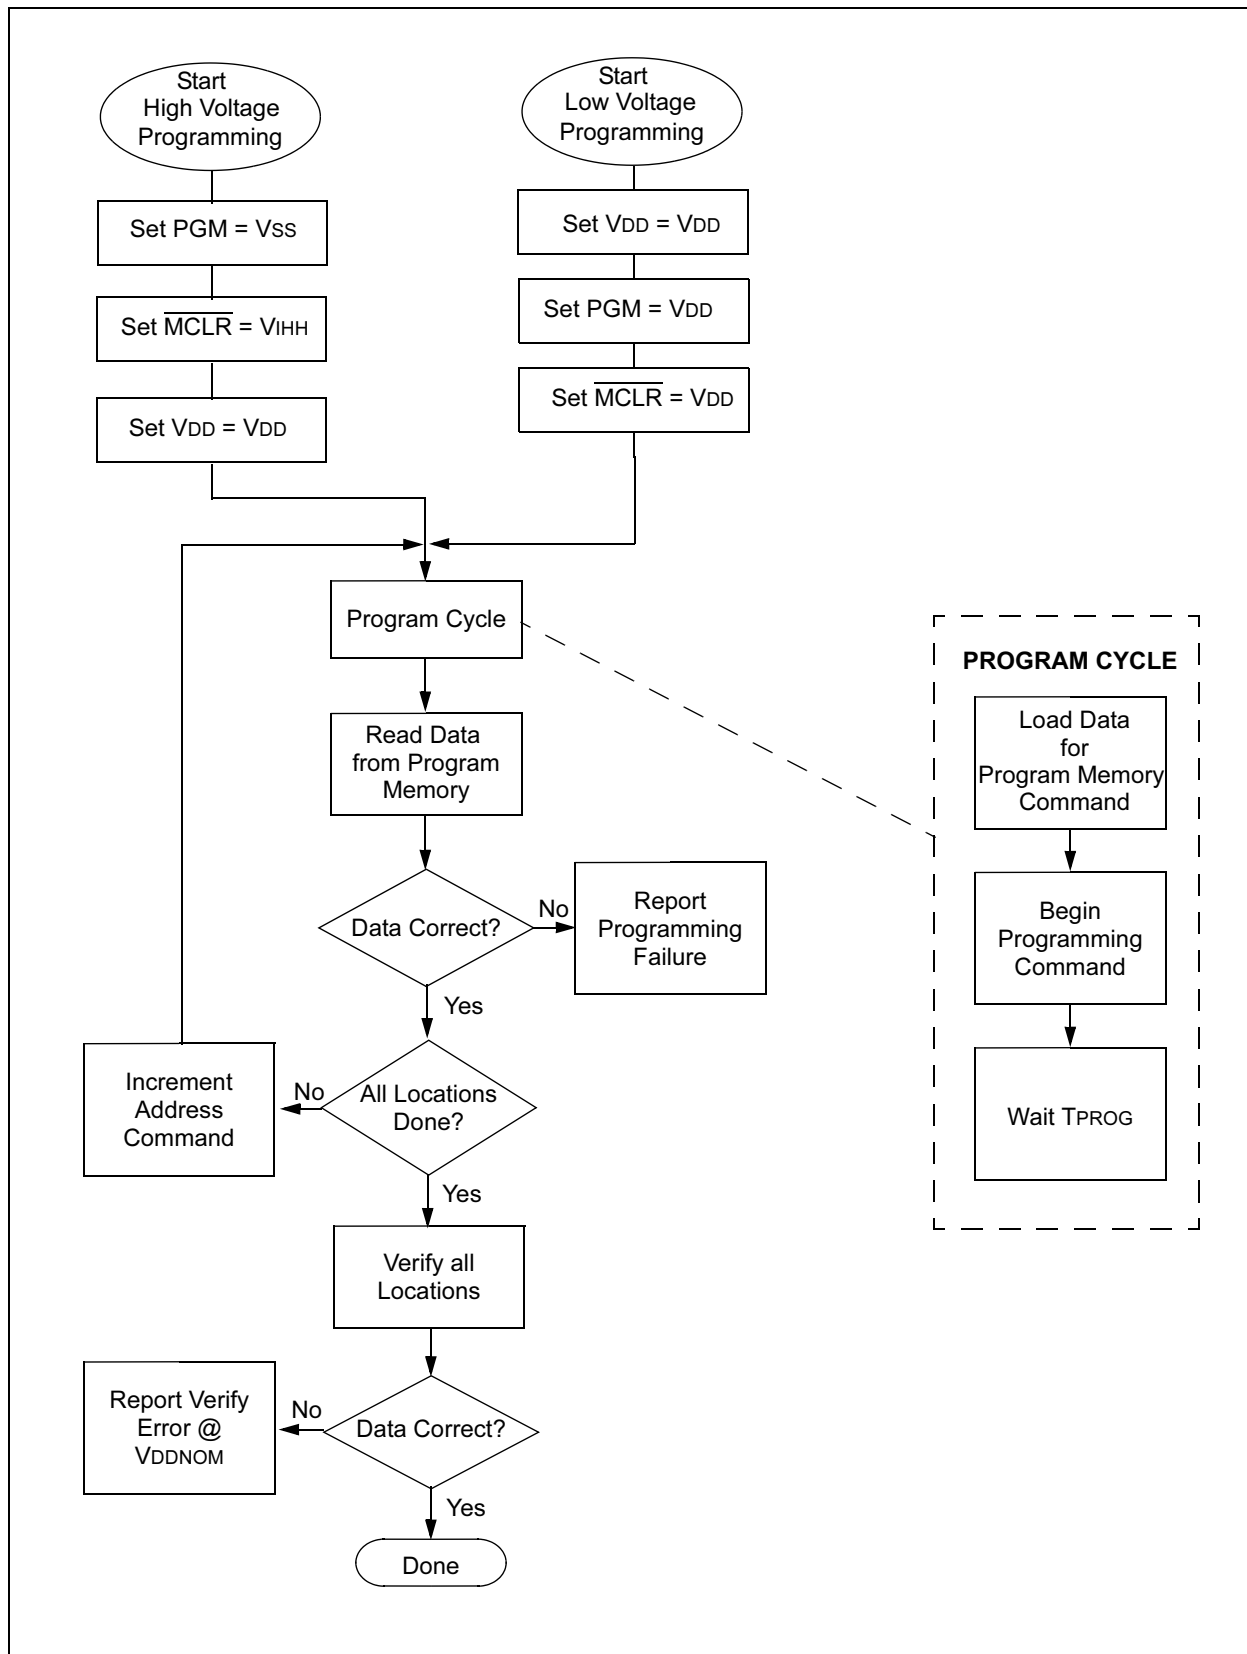 Start
High Voltage
Programming
Set PGM = VSS
Set MCLR = VIHH
Set VDD = VDD
Start
Low Voltage
Programming
Set VDD = VDD
Set PGM = VDD
Set MCLR = VDD
Program Cycle
Read Data
from Program
Memory
Data Correct?
No
Report
Programming
Failure
Yes
All Locations
Done?
No
Increment
Address
Command
Yes
Verify all
Locations
Data Correct?
No
Report Verify
Error @
VDDNOM
Yes
Done
PROGRAM CYCLE
Load Data
for
Program Memory
Command
Begin
Programming
Command
Wait TPROG